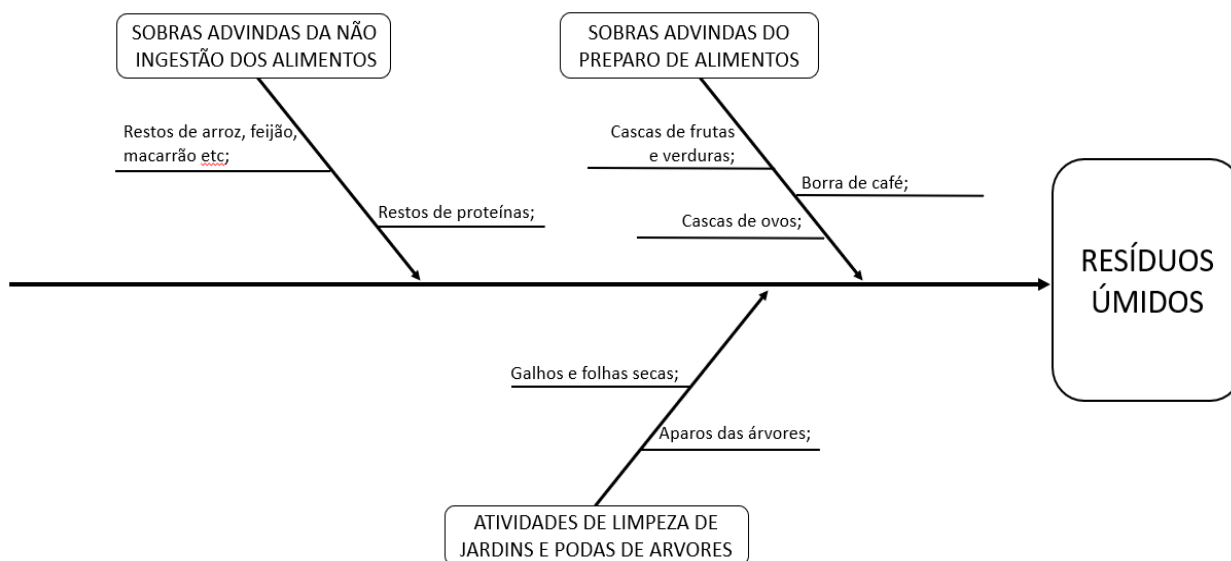 SOBRAS ADVINDAS DA NÃO
INGESTÃO DOS ALIMENTOS
SOBRAS ADVINDAS DO
PREPARO DE ALIMENTOS
Restos de arroz, feijão,
macarrão etc;
Restos de proteínas;
Cascas de frutas
e verduras;
Borra de café;
Cascas de ovos;
RESÍDUOS
ÚMIDOS
Galhos e folhas secas;
Aparos das árvores;
ATIVIDADES DE LIMPEZA DE
JARDINS E PODAS DE ARVORES